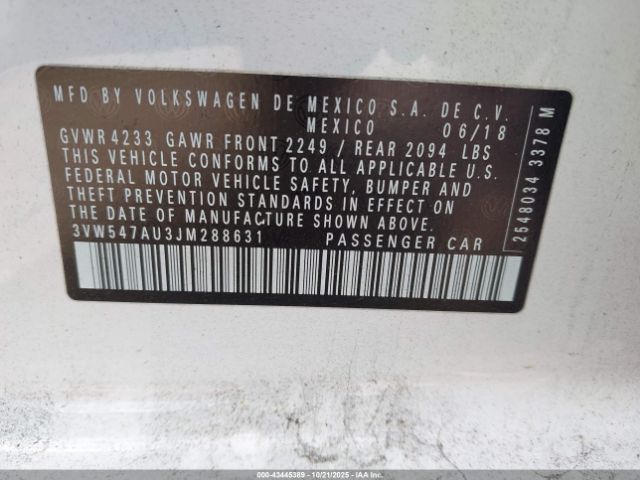 MFD BY VOLKSWAGEN DE MEXICO S.A. DE C.V.
MEXICO 06/18
GVWR 4233 GAWR FRONT 2249 / REAR 2094 LBS
THIS VEHICLE CONFORMS TO ALL APPLICABLE U.S.
FEDERAL MOTOR VEHICLE SAFETY, BUMPER AND
THEFT PREVENTION STANDARDS IN EFFECT ON
THE DATE OF MANUFACTURE SHOWN ABOVE.
3VW547AU3JM288631 PASSENGER CAR
2548034 3378 M
000-43445389 | 10/21/2025 | IAAI.com